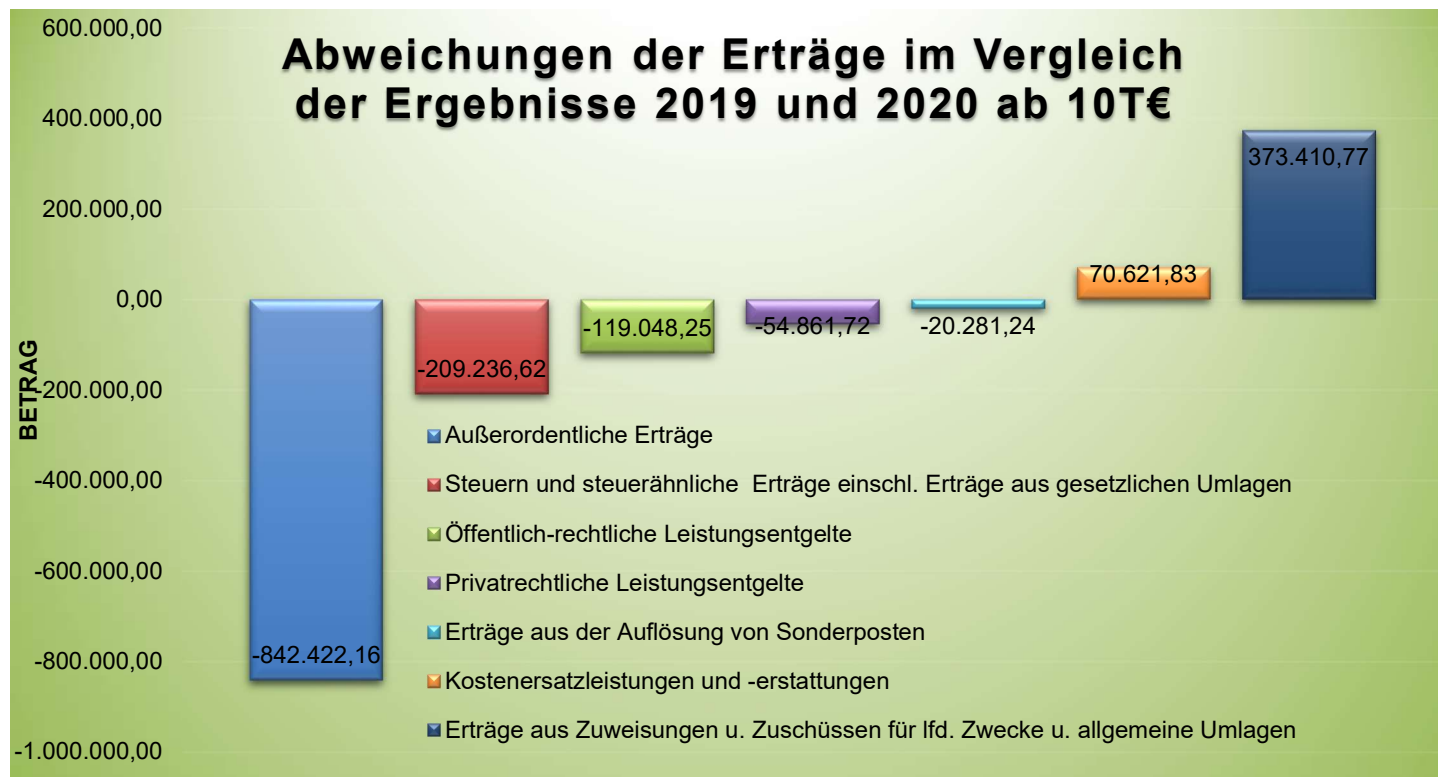 Abweichungen der Erträge im Vergleich
der Ergebnisse 2019 und 2020 ab 10T€
600.000,00
400.000,00
200.000,00
0,00
-200.000,00
-400.000,00
-600.000,00
-800.000,00
-1.000.000,00
BETRAG
-842.422,16
-209.236,62
-119.048,25
-54.861,72
-20.281,24
70.621,83
373.410,77
Außerordentliche Erträge
Steuern und steuerähnliche Erträge einschl. Erträge aus gesetzlichen Umlagen
Öffentlich-rechtliche Leistungsentgelte
Privatrechtliche Leistungsentgelte
Erträge aus der Auflösung von Sonderposten
Kostenersatzleistungen und -erstattungen
Erträge aus Zuweisungen u. Zuschüssen für lfd. Zwecke u. allgemeine Umlagen